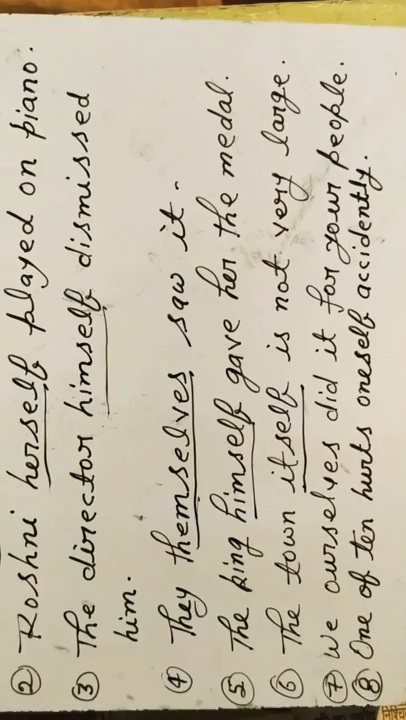 ② Roshni herself played on piano.
③ The director himself dismissed
him.
④ They themselves saw it.
⑤ The king himself gave her the medal.
⑥ The town itself is not very large.
⑦ We ourselves did it for your people.
⑧ One of ten hurts oneself accidently.